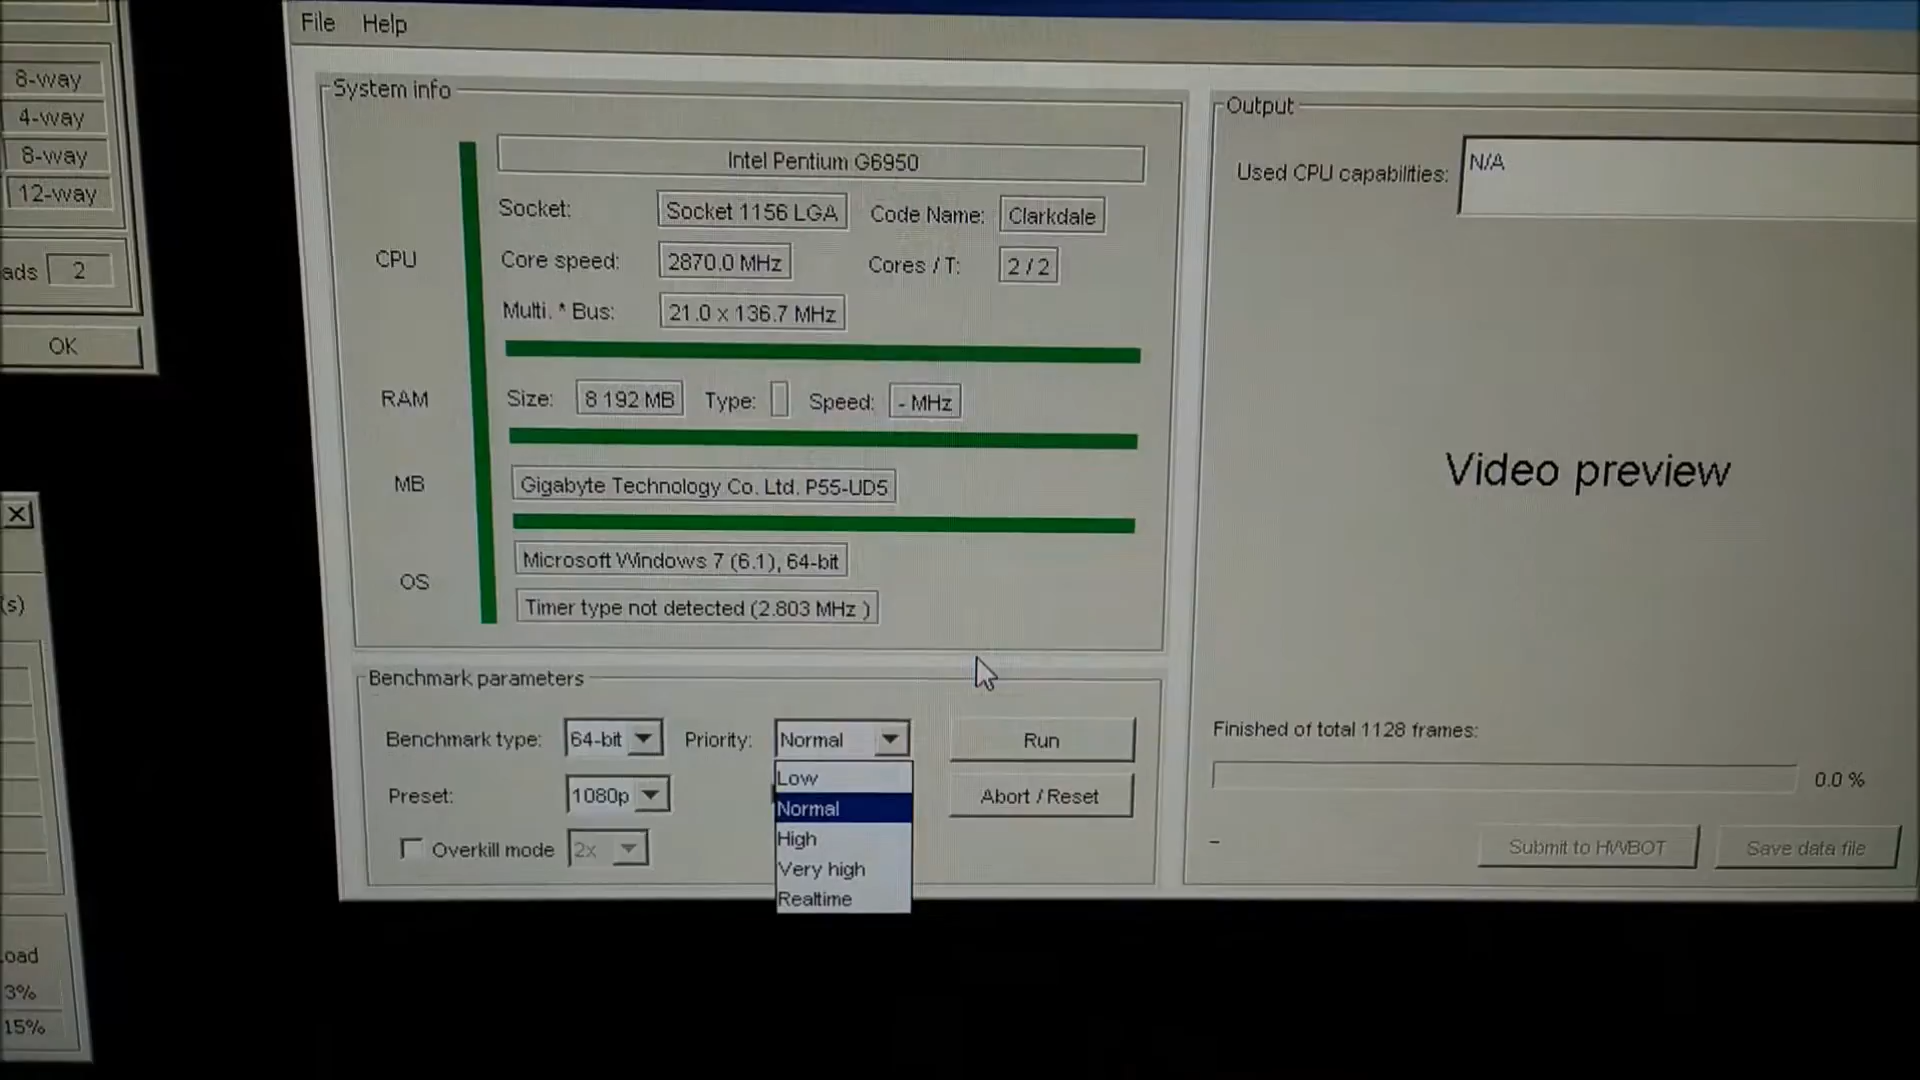 8-way
4-way
8-way
12-way
ads 2
OK
(s)
oad
3%
15%
File Help
System info
CPU
Intel Pentium G6950
Socket: Socket 1156 LGA Code Name: Clarkdale
Core speed: 2870.0 MHz Cores / T: 2 / 2
Multi. * Bus: 21.0 x 136.7 MHz
RAM Size: 8 192 MB Type: Speed: - MHz
MB Gigabyte Technology Co. Ltd. P55-UD5
OS
Microsoft Windows 7 (6.1), 64-bit
Timer type not detected (2.803 MHz )
Benchmark parameters
Benchmark type: 64-bit Priority: Normal Run
Preset: 1080p Abort / Reset
Overkill mode 2x
Low
Normal
High
Very high
Realtime
Output
Used CPU capabilities: N/A
Video preview
Finished of total 1128 frames:
0.0 %
–
Submit to HWBOT Save data file